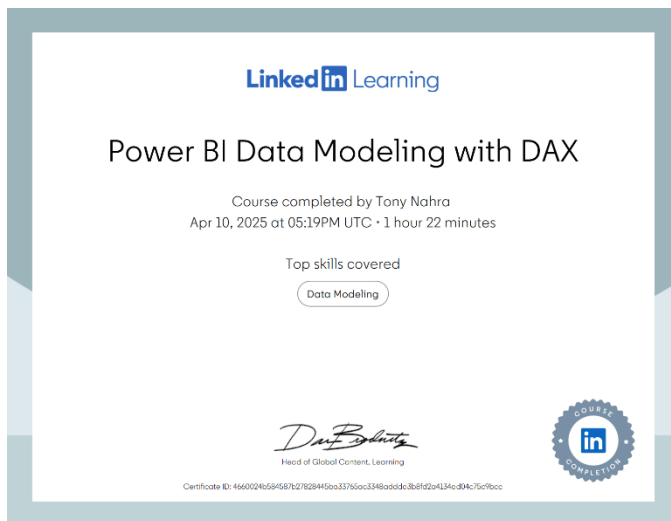 Linked in Learning
Power BI Data Modeling with DAX
Course completed by Tony Nahra
Apr 10, 2025 at 05:19PM UTC • 1 hour 22 minutes
Top skills covered
Data Modeling
Head of Global Content, Learning
COURSE
in
COMPLETION
Certificate ID: